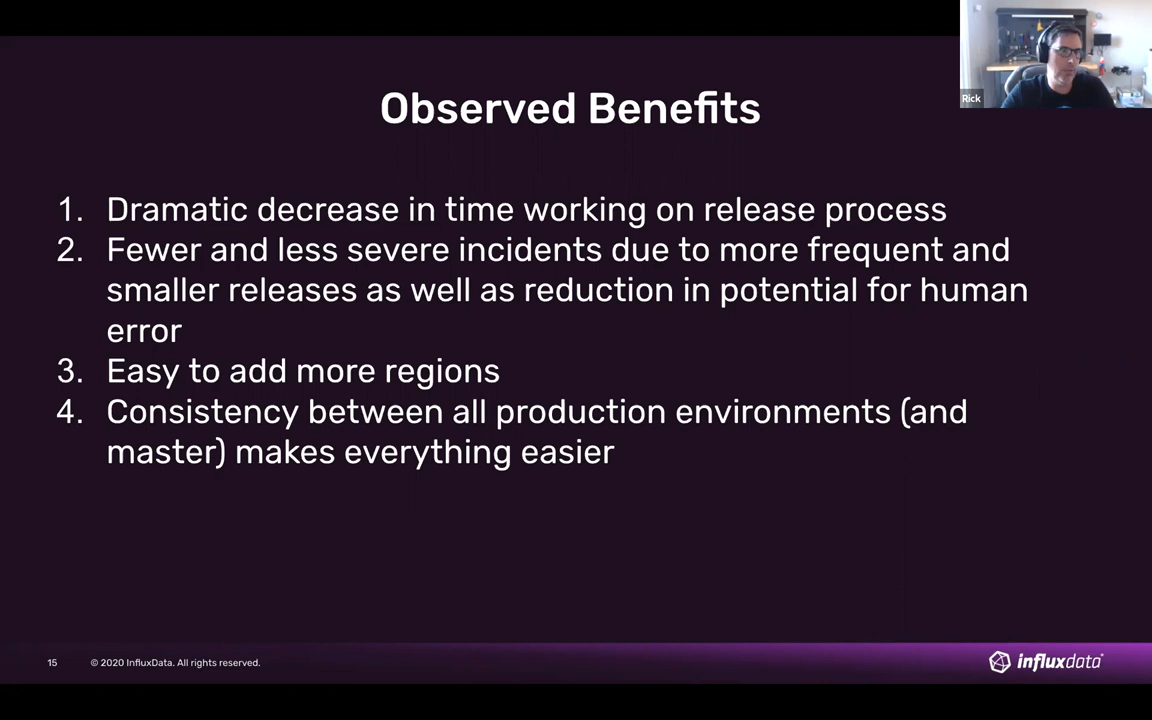 Rick
Observed Benefits
1. Dramatic decrease in time working on release process
2. Fewer and less severe incidents due to more frequent and
smaller releases as well as reduction in potential for human
error
3. Easy to add more regions
4. Consistency between all production environments (and
master) makes everything easier
15 © 2020 InfluxData. All rights reserved.
influxdata